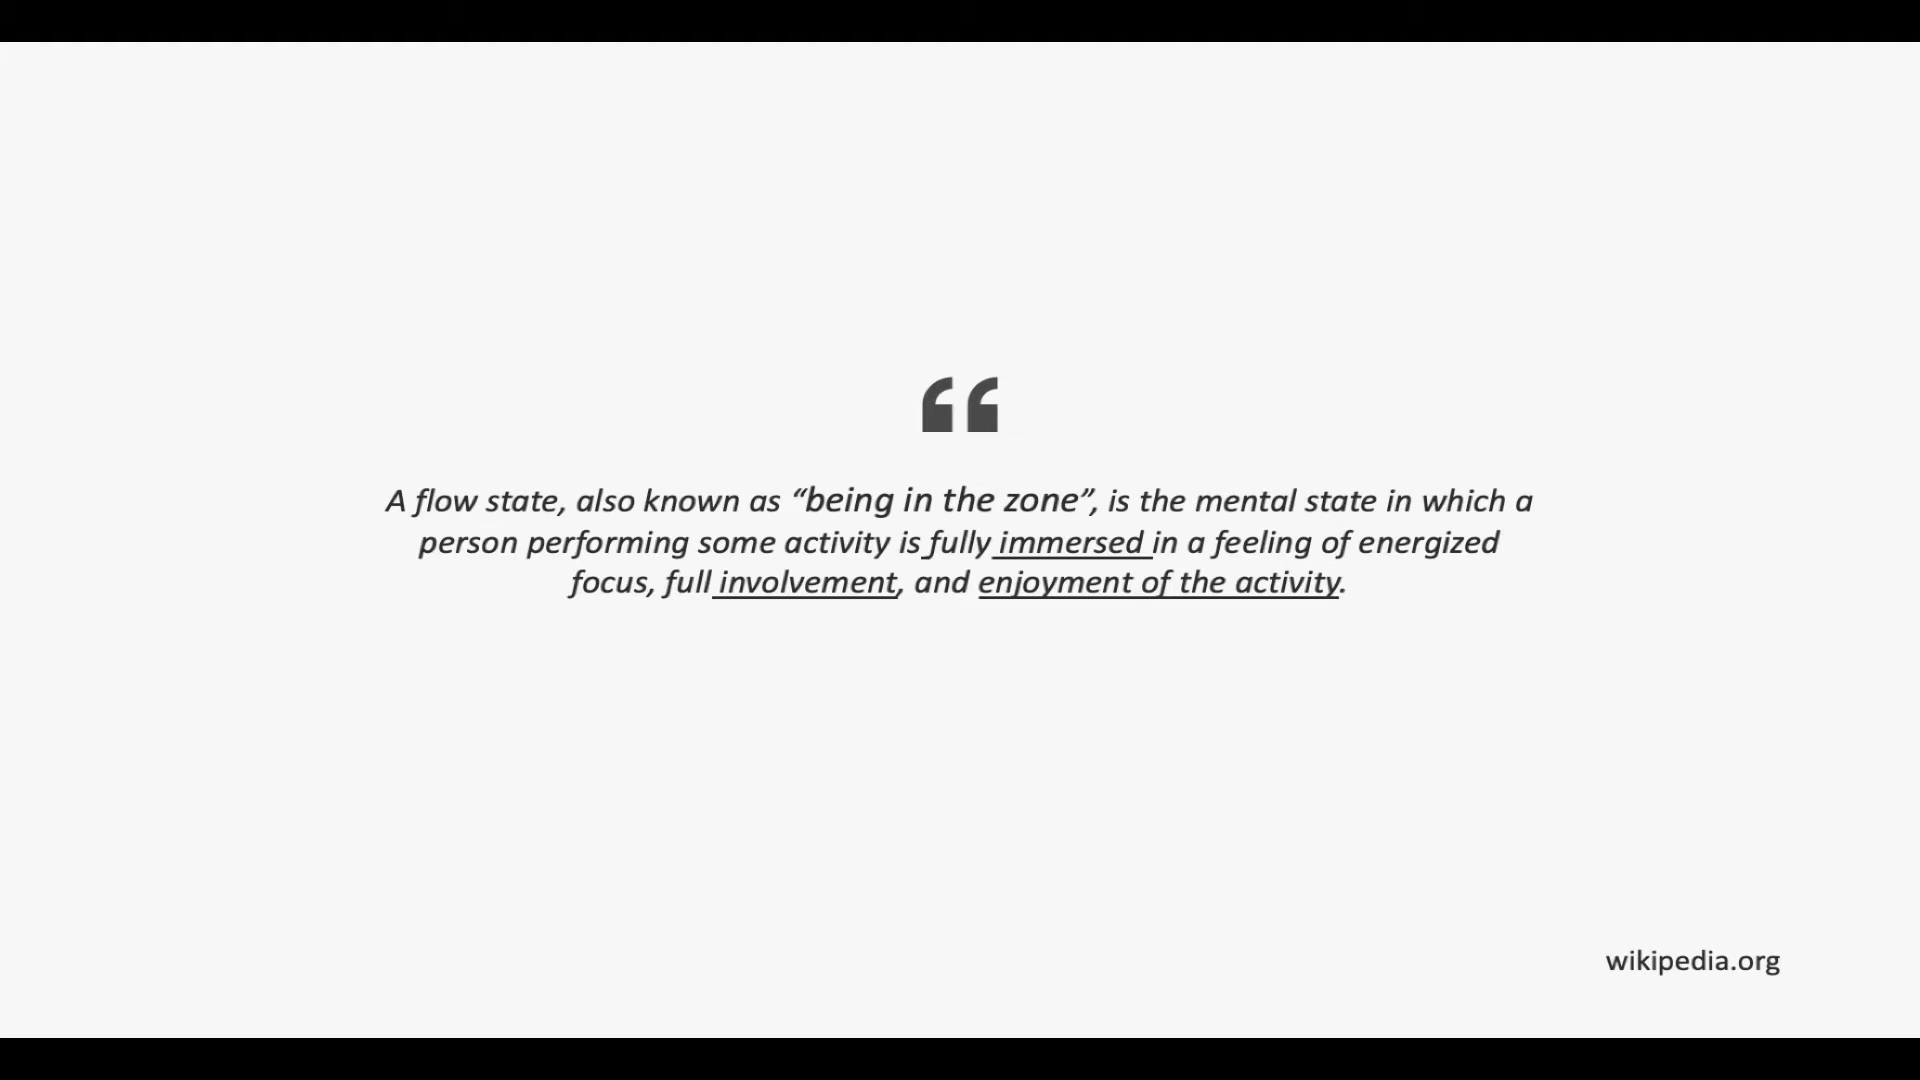 “
A flow state, also known as “being in the zone”, is the mental state in which a
person performing some activity is fully immersed in a feeling of energized
focus, full involvement, and enjoyment of the activity.
wikipedia.org